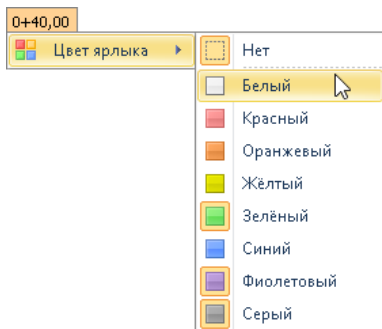 0+40,00
Цвет ярлыка
Нет
Белый
Красный
Оранжевый
Жёлтый
Зелёный
Синий
Фиолетовый
Серый